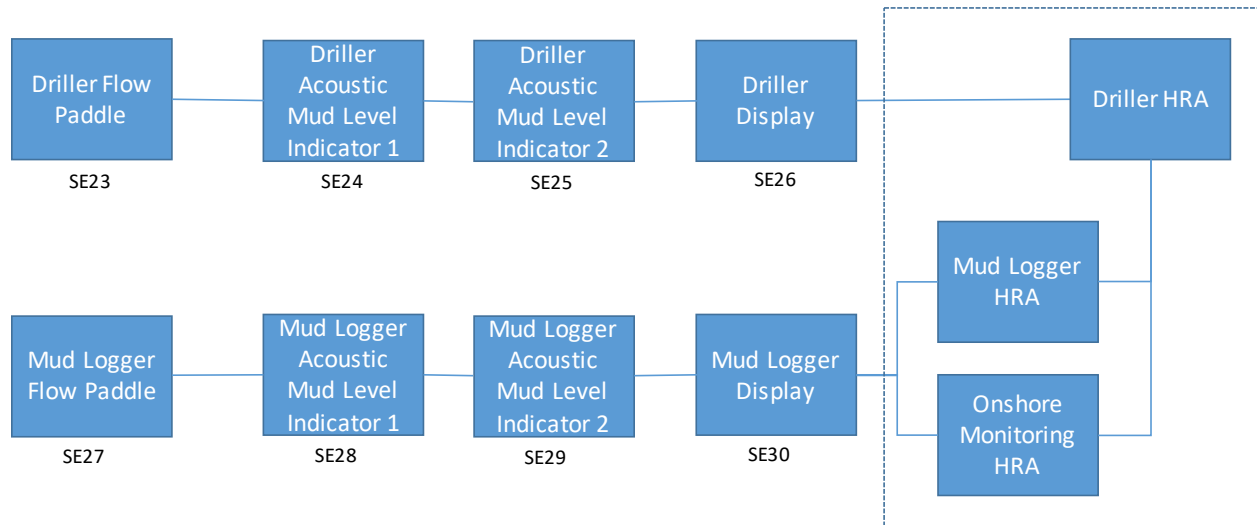 Driller Flow
Paddle
SE23
Driller
Acoustic
Mud Level
Indicator 1
SE24
Driller
Acoustic
Mud Level
Indicator 2
SE25
Driller
Display
SE26
Driller HRA
Mud Logger
Flow Paddle
SE27
Mud Logger
Acoustic
Mud Level
Indicator 1
SE28
Mud Logger
Acoustic
Mud Level
Indicator 2
SE29
Mud Logger
Display
SE30
Mud Logger
HRA
Onshore
Monitoring
HRA